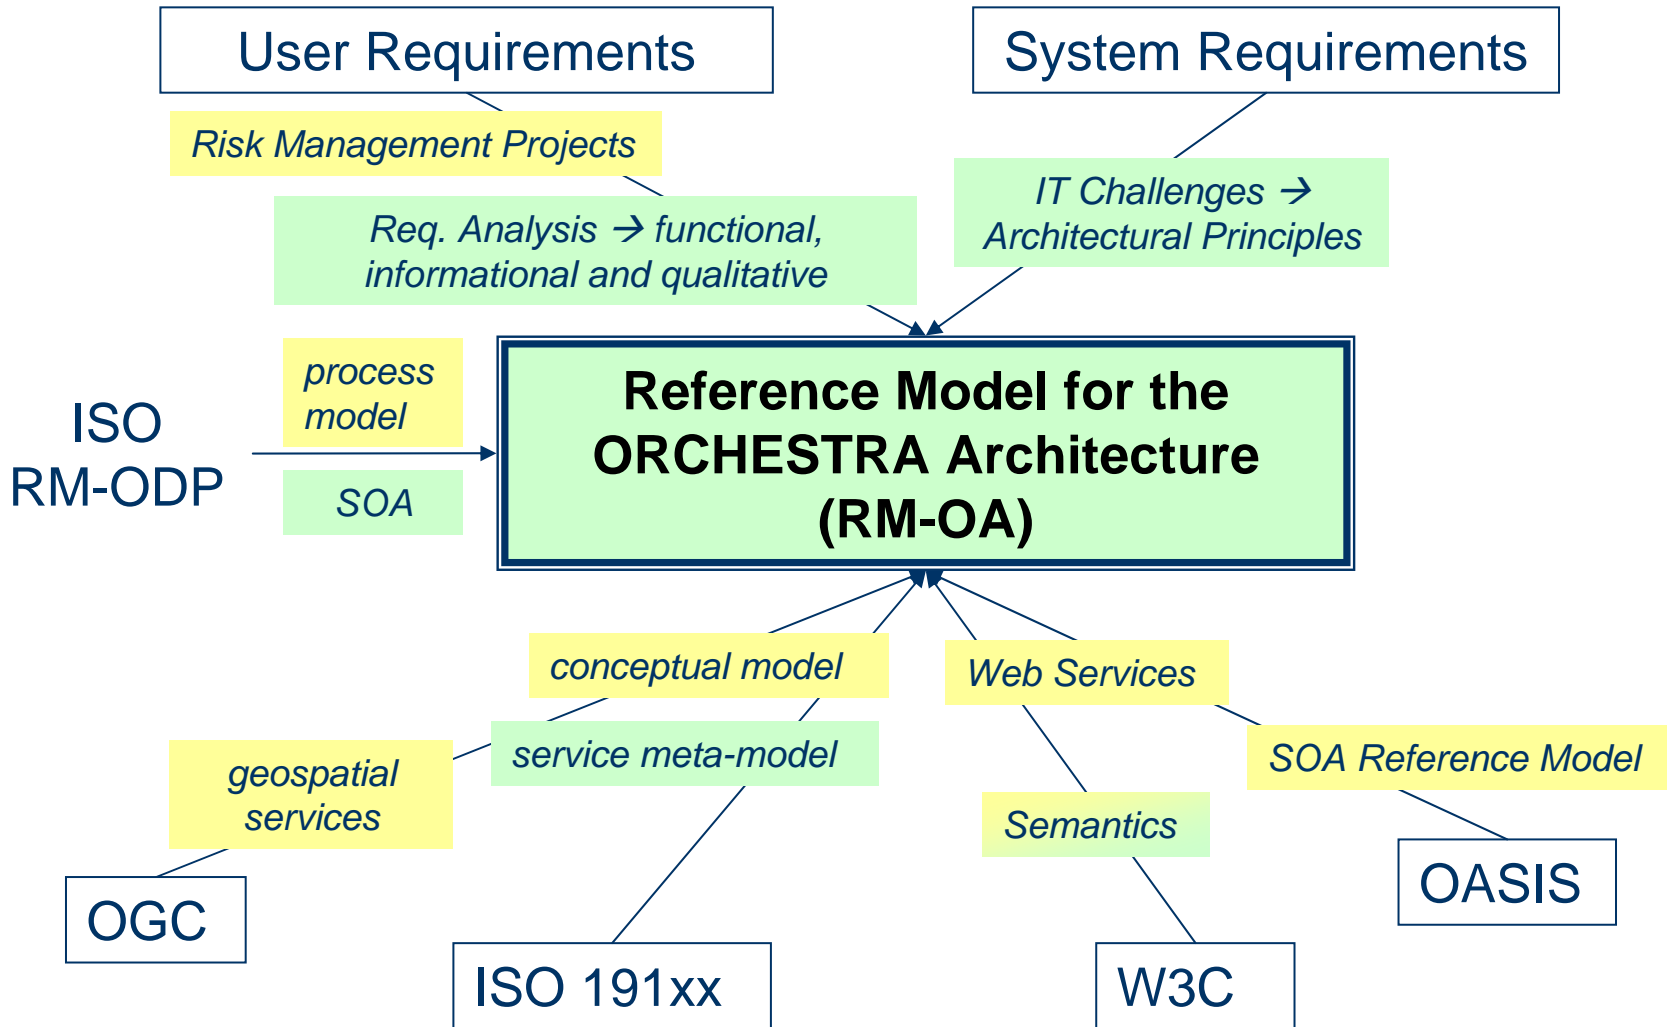 User Requirements
System Requirements
Risk Management Projects
IT Challenges →
Architectural Principles
Req. Analysis → functional,
informational and qualitative
process
model
ISO
RM-ODP
SOA
Reference Model for the
ORCHESTRA Architecture
(RM-OA)
conceptual model
Web Services
service meta-model
SOA Reference Model
geospatial
services
Semantics
OGC
OASIS
ISO 191xx
W3C